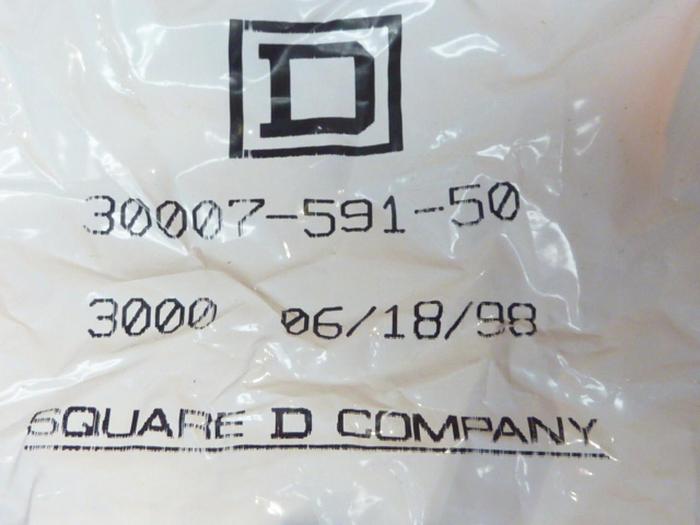 D
30007-591-50
3000 06/18/98
SQUARE D COMPANY